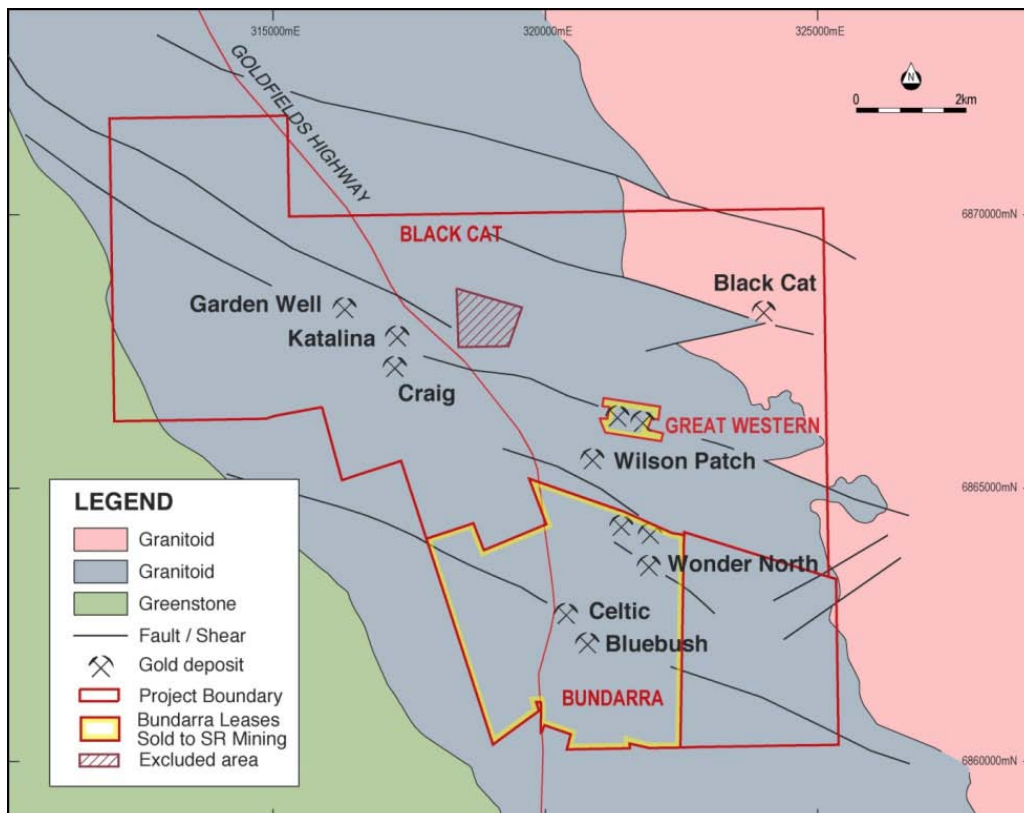 315000mE
320000mE
325000mE
N
0
2km
GOLDFIELDS HIGHWAY
6870000mN
BLACK CAT
Black Cat
Garden Well
Katalina
Craig
GREAT WESTERN
Wilson Patch
6865000mN
Wonder North
Celtic
Bluebush
BUNDARRA
6860000mN
LEGEND
Granitoid
Granitoid
Greenstone
Fault / Shear
Gold deposit
Project Boundary
Bundarra Leases
Sold to SR Mining
Excluded area